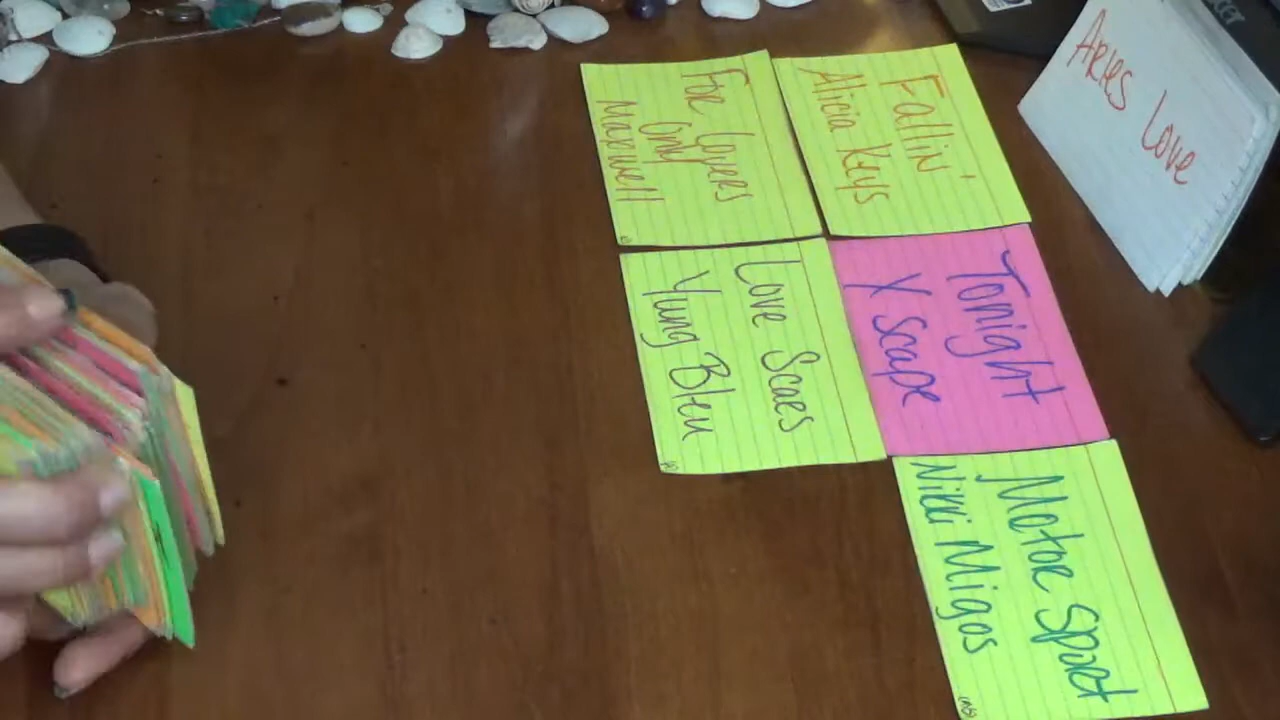 Fallin'
Alicia Keys
For Lovers
Only
Maxwell
Tonight
X Scape
Love Scars
Yung Bleu
Motor Sport
Nikki Migos
Aries
Love